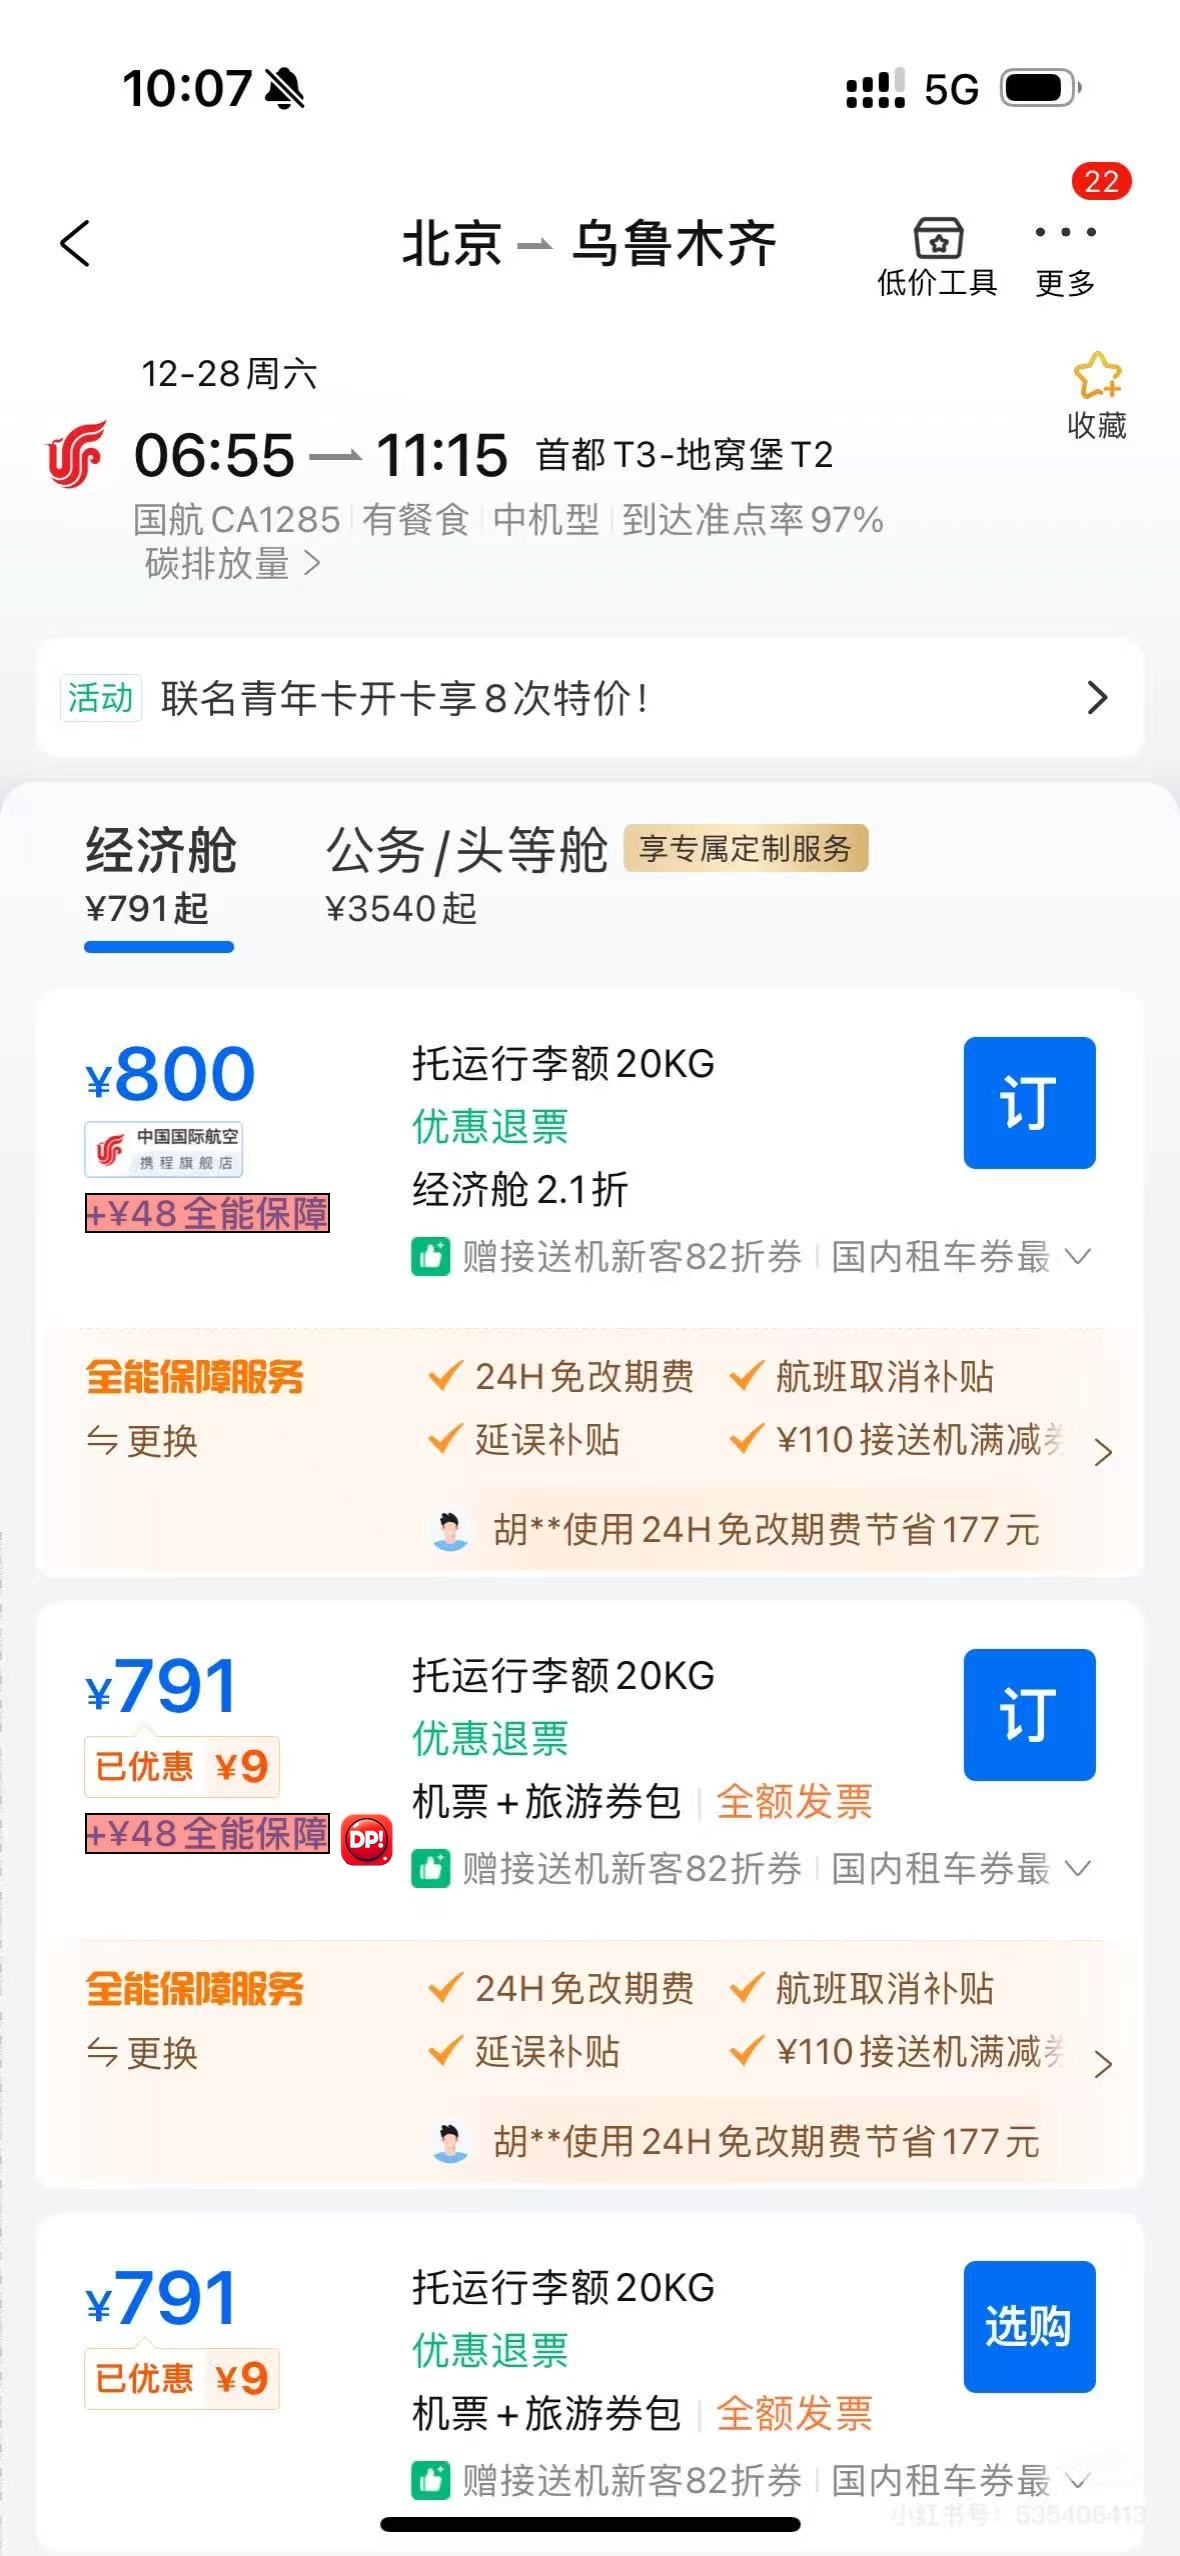 10:07
5G
22
北京
乌鲁木齐
低价工具
更多
12-28周六
收藏
06:55
11:15
首都T3-地窝堡T2
国航CA1285 有餐食 中机型 到达准点率97%
碳排放量 >
活动 联名青年卡开卡享8次特价!
经济舱
¥791起
公务/头等舱 享专属定制服务
¥3540起
¥800
托运行李额20KG
订
中国国际航空
携程旗舰店
优惠退票
经济舱2.1折
+¥48全能保障
赠接送机新客82折券 国内租车券最
全能保障服务
24H免改期费
航班取消补贴
更换
延误补贴
¥110接送机满减券
胡**使用24H免改期费节省177元
¥791
托运行李额20KG
订
已优惠 ¥9
优惠退票
机票+旅游券包 全额发票
+¥48全能保障
DP!
赠接送机新客82折券 国内租车券最
全能保障服务
24H免改期费
航班取消补贴
更换
延误补贴
¥110接送机满减券
胡**使用24H免改期费节省177元
¥791
托运行李额20KG
选购
已优惠 ¥9
优惠退票
机票+旅游券包 全额发票
赠接送机新客82折券 国内租车券最
小红书号: 535406413